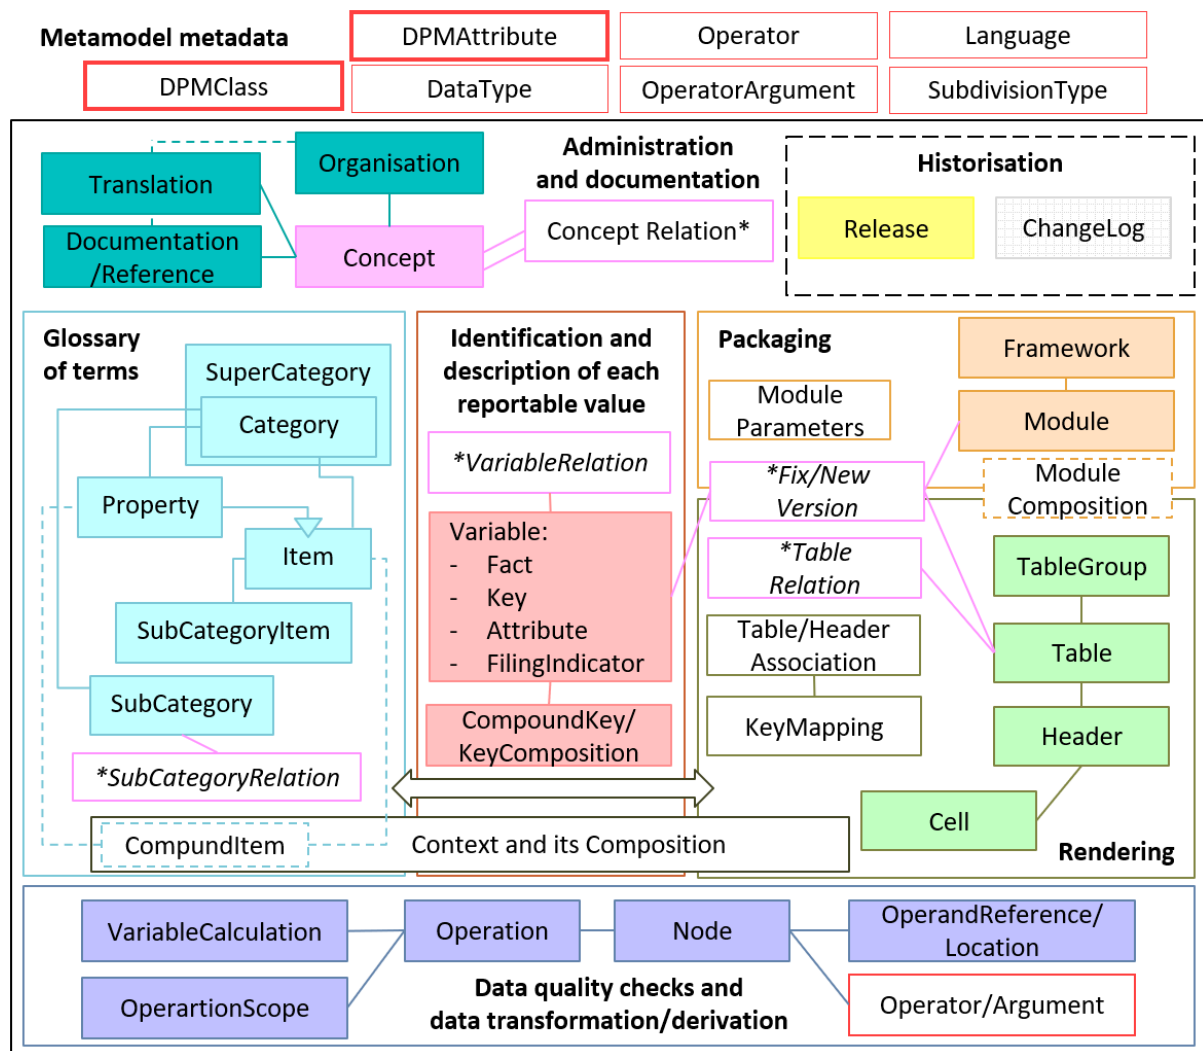 Metamodel metadata
DPMAttribute
Operator
Language
DPMClass
DataType
OperatorArgument
SubdivisionType
Translation
Organisation
Documentation
/Reference
Concept
Administration
and documentation
Concept Relation*
Historisation
Release
ChangeLog
Glossary
of terms
SuperCategory
Category
Property
Item
SubCategoryItem
SubCategory
*SubCategoryRelation
CompundItem
Identification and
description of each
reportable value
*VariableRelation
Variable:
- Fact
- Key
- Attribute
- FilingIndicator
CompoundKey/
KeyComposition
Context and its Composition
Packaging
Framework
Module
Parameters
Module
*Fix/New
Version
Module
Composition
*Table
Relation
TableGroup
Table/Header
Association
Table
KeyMapping
Header
Cell
Rendering
VariableCalculation
Operation
Node
OperandReference/
Location
OperartionScope
Data quality checks and
data transformation/derivation
Operator/Argument